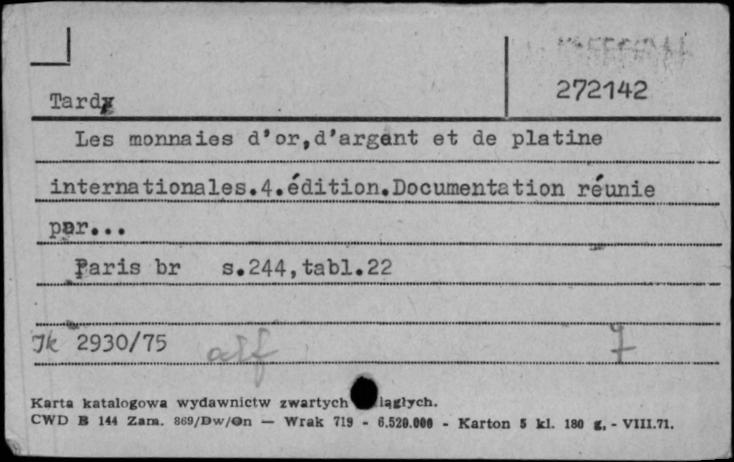 272142
Tardy
Les monnaies d'or,d'argent et de platine
internationales.4.édition.Documentation réunie
par...
Paris br s.244,tabl.22
Jk 2930/75 alf 7
Karta katalogowa wydawnictw zwartych ciągłych.
CWD B 144 Zam. 869/Dw/On — Wrak 719 - 6.520.000 - Karton 5 kl. 180 g. - VIII.71.